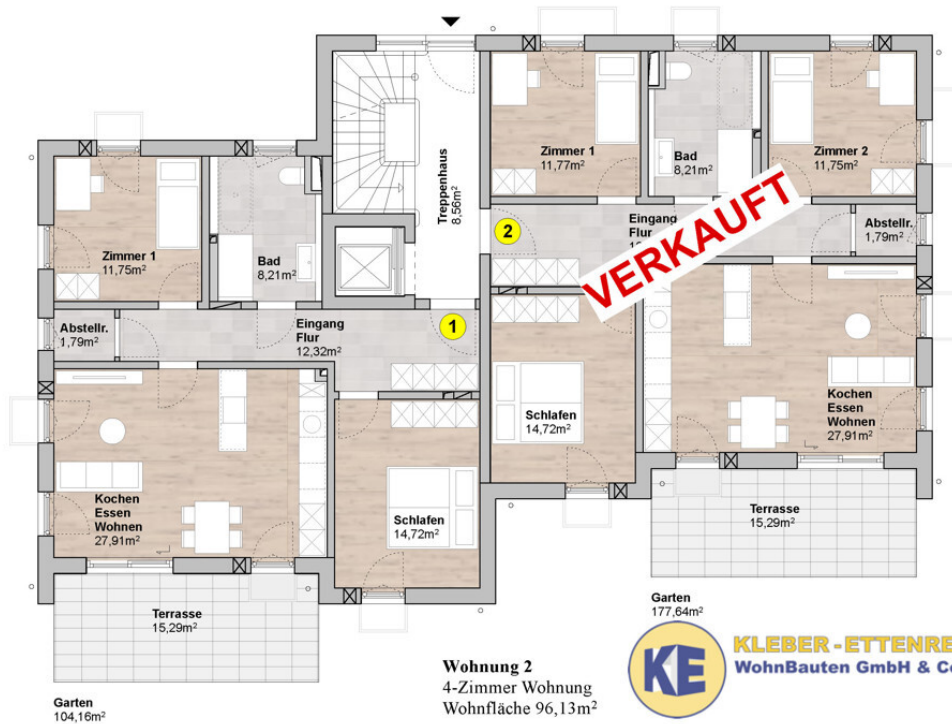 Treppenhaus
8,56m²
Zimmer 1
11,77m²
Bad
8,21m²
Zimmer 2
11,75m²
Zimmer 1
11,75m²
Bad
8,21m²
2
Eingang
Flur
VERKAUFT
Abstellr.
1,79m²
Abstellr.
1,79m²
Eingang
Flur
12,32m²
1
Schlafen
14,72m²
Kochen
Essen
Wohnen
27,91m²
Kochen
Essen
Wohnen
27,91m²
Schlafen
14,72m²
Terrasse
15,29m²
Terrasse
15,29m²
Garten
177,64m²
Garten
104,16m²
Wohnung 2
4-Zimmer Wohnung
Wohnfläche 96,13m²
KE
KLEBER-ETTENRE
WohnBauten GmbH & Co